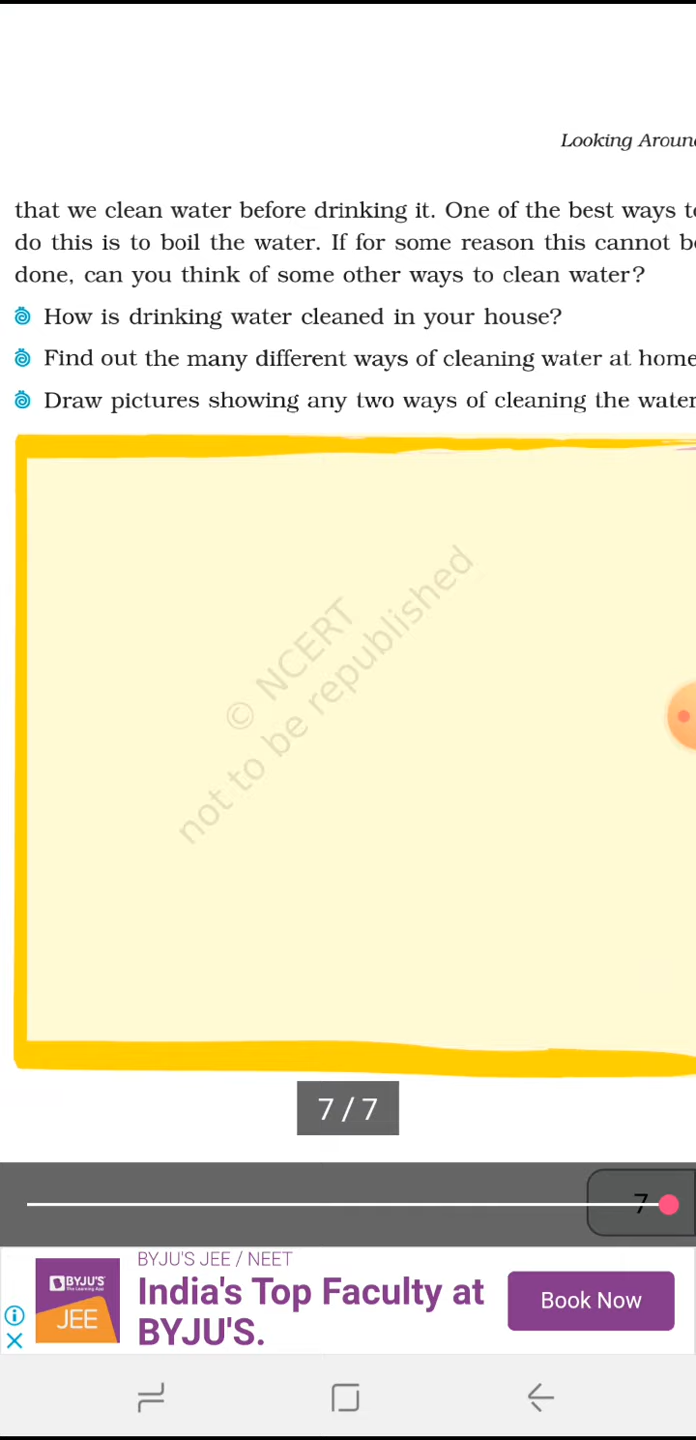 Looking Aroun
that we clean water before drinking it. One of the best ways t
do this is to boil the water. If for some reason this cannot b
done, can you think of some other ways to clean water?
How is drinking water cleaned in your house?
Find out the many different ways of cleaning water at home
Draw pictures showing any two ways of cleaning the water
© NCERT
not to be republished
7 / 7
7
BYJU'S JEE / NEET
BYJU'S
The Learning App
JEE
India's Top Faculty at
BYJU'S.
Book Now